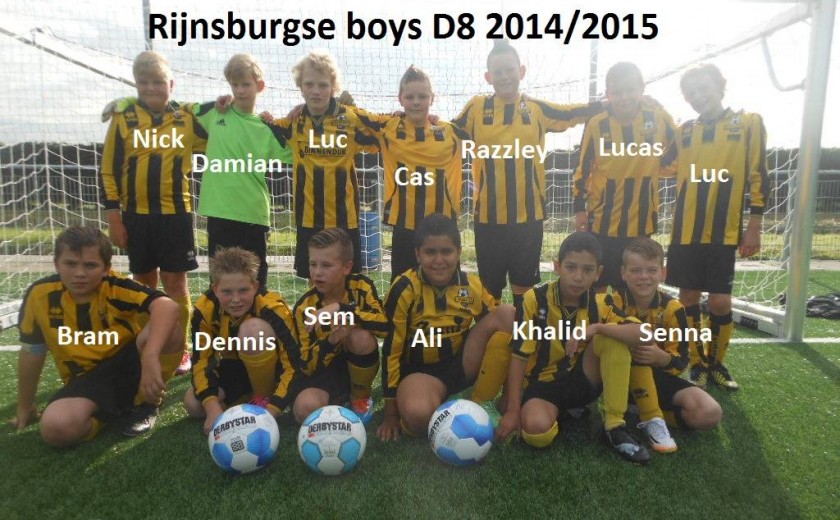 Rijnsburgse boys D8 2014/2015
Nick
Damian
Luc
Cas
Razzley
Lucas
Luc
Bram
Dennis
Sem
Ali
Khalid
Senna
DERBYSTAR
DERBYSTAR
DERBYSTAR